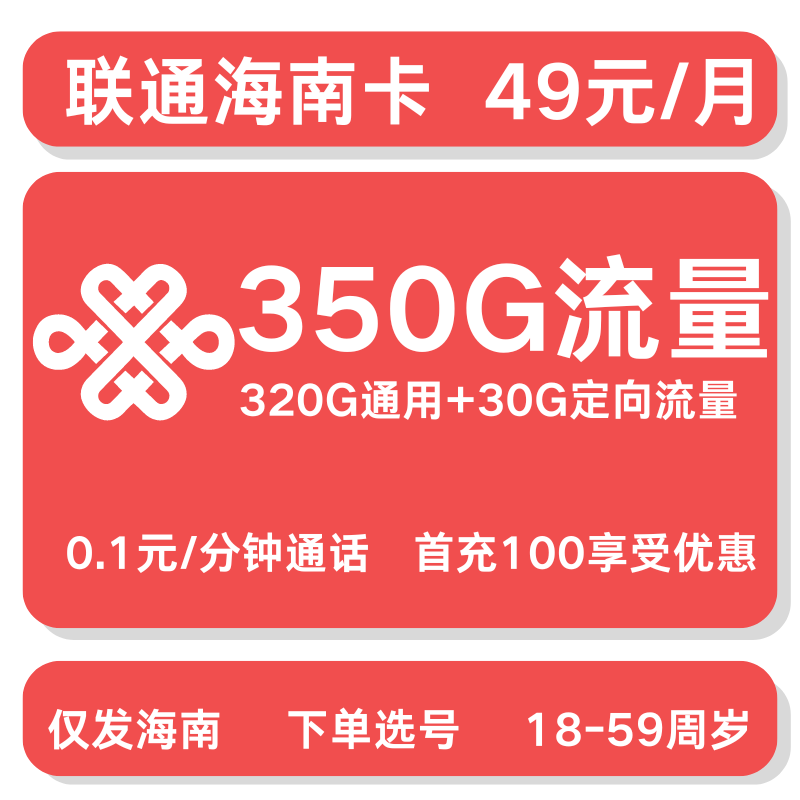 联通海南卡 49元/月
350G流量
320G通用+30G定向流量
0.1元/分钟通话 首充100享受优惠
仅发海南 下单选号 18-59周岁